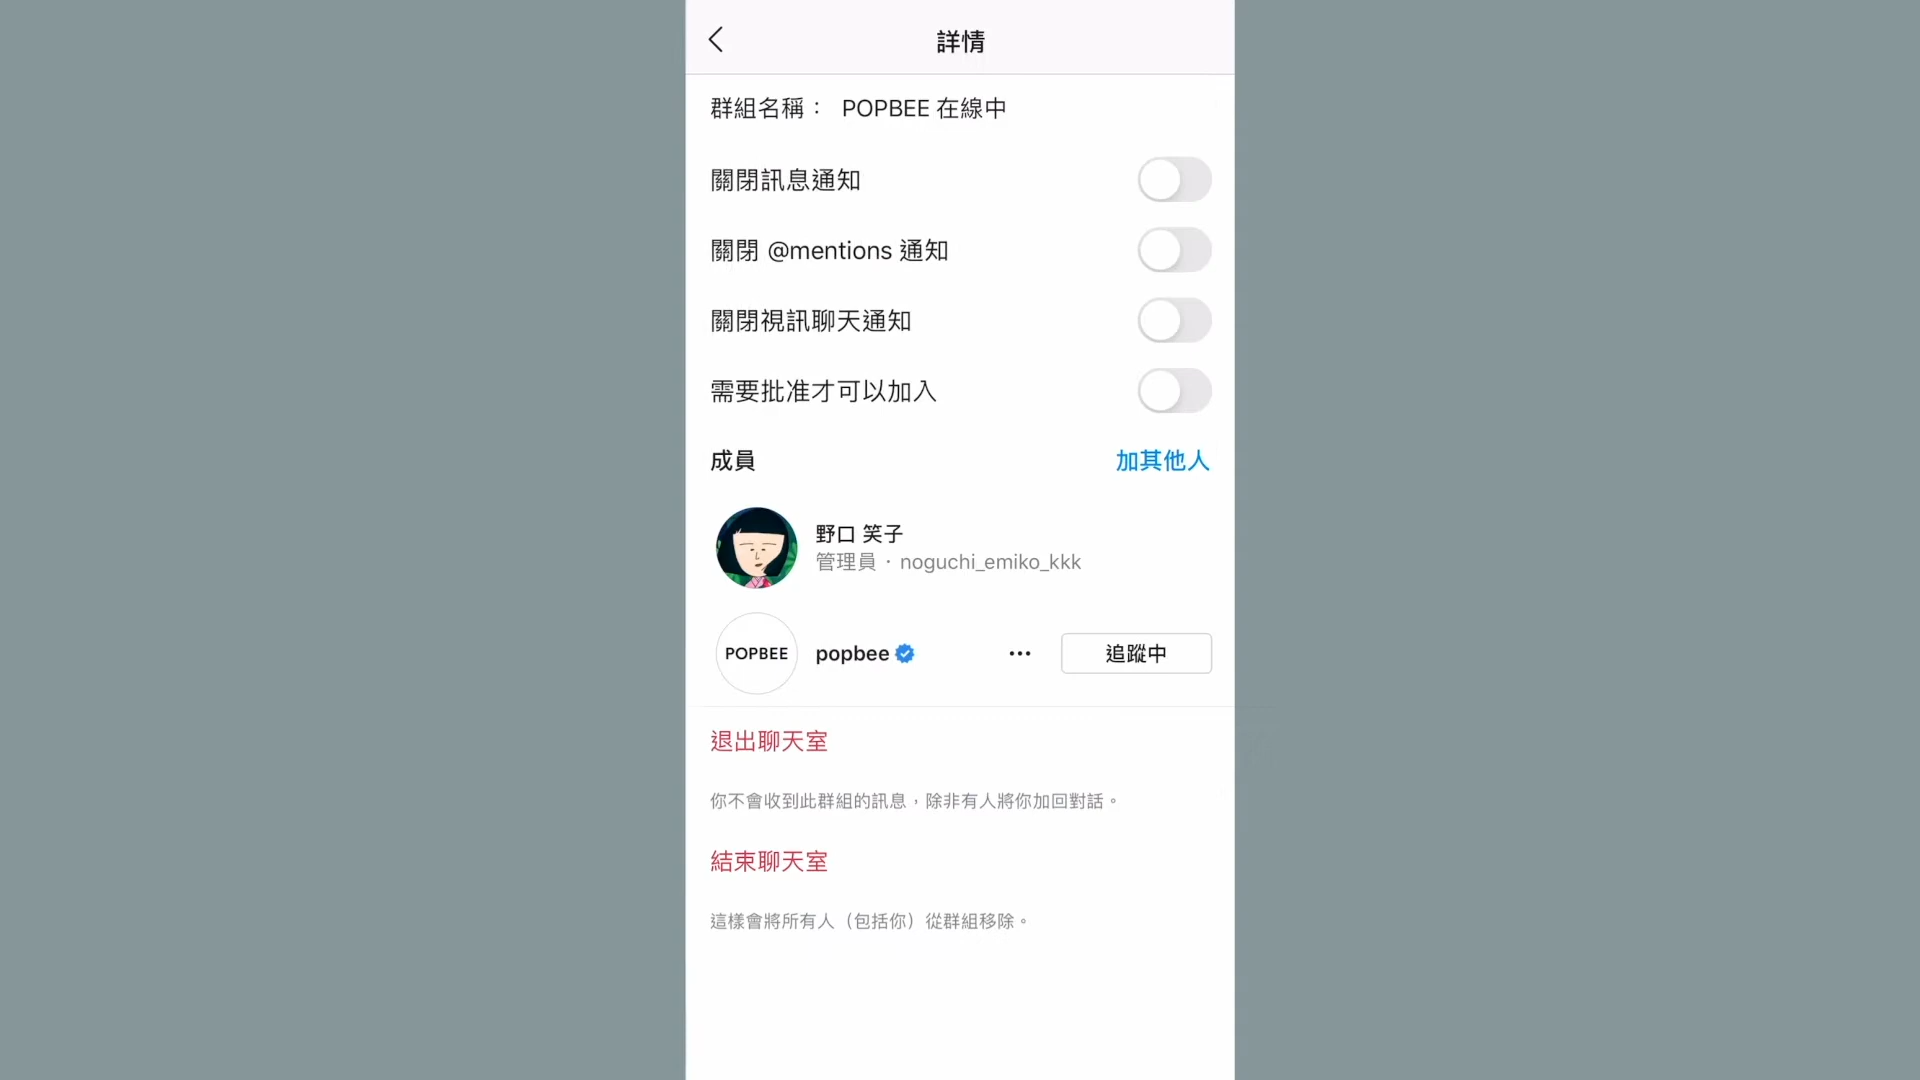 詳情
群組名稱： POPBEE 在線中
關閉訊息通知
關閉 @mentions 通知
關閉視訊聊天通知
需要批准才可以加入
成員 加其他人
野口 笑子
管理員 · noguchi_emiko_kkk
POPBEE popbee ··· 追蹤中
退出聊天室
你不會收到此群組的訊息，除非有人將你加回對話。
結束聊天室
這樣會將所有人（包括你）從群組移除。